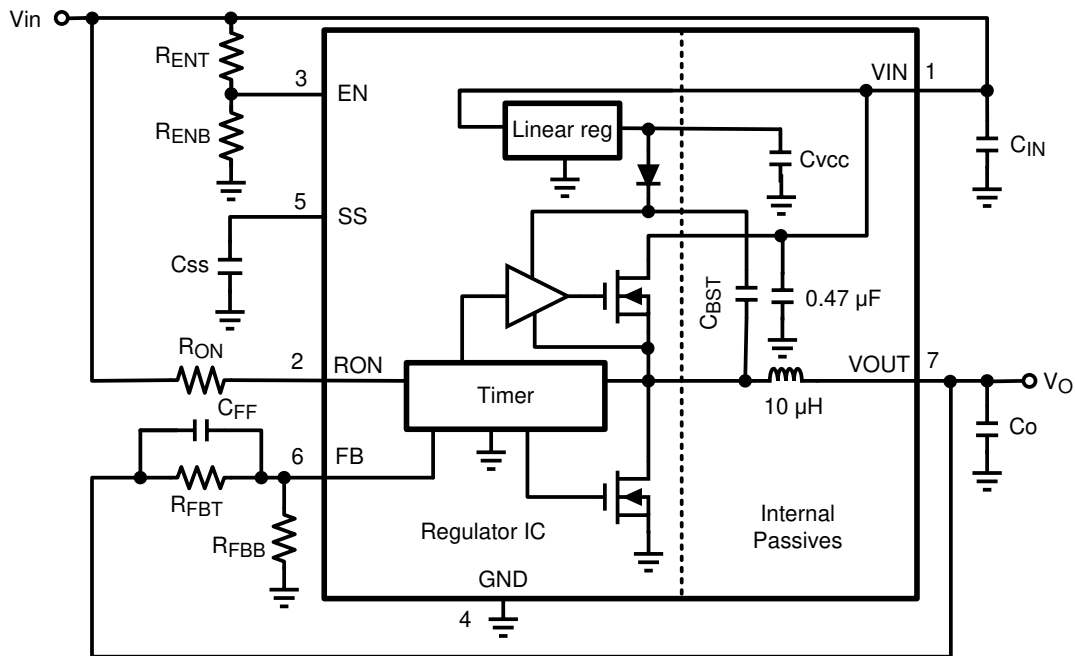 Vin
RENT
3
EN
VIN
1
RENB
Linear reg
Cvcc
CIN
5
SS
Css
CBST
0.47 µF
RON
2
RON
Timer
VOUT
7
VO
10 µH
Co
CFF
6
FB
RFBT
RFBB
Regulator IC
Internal
Passives
GND
4